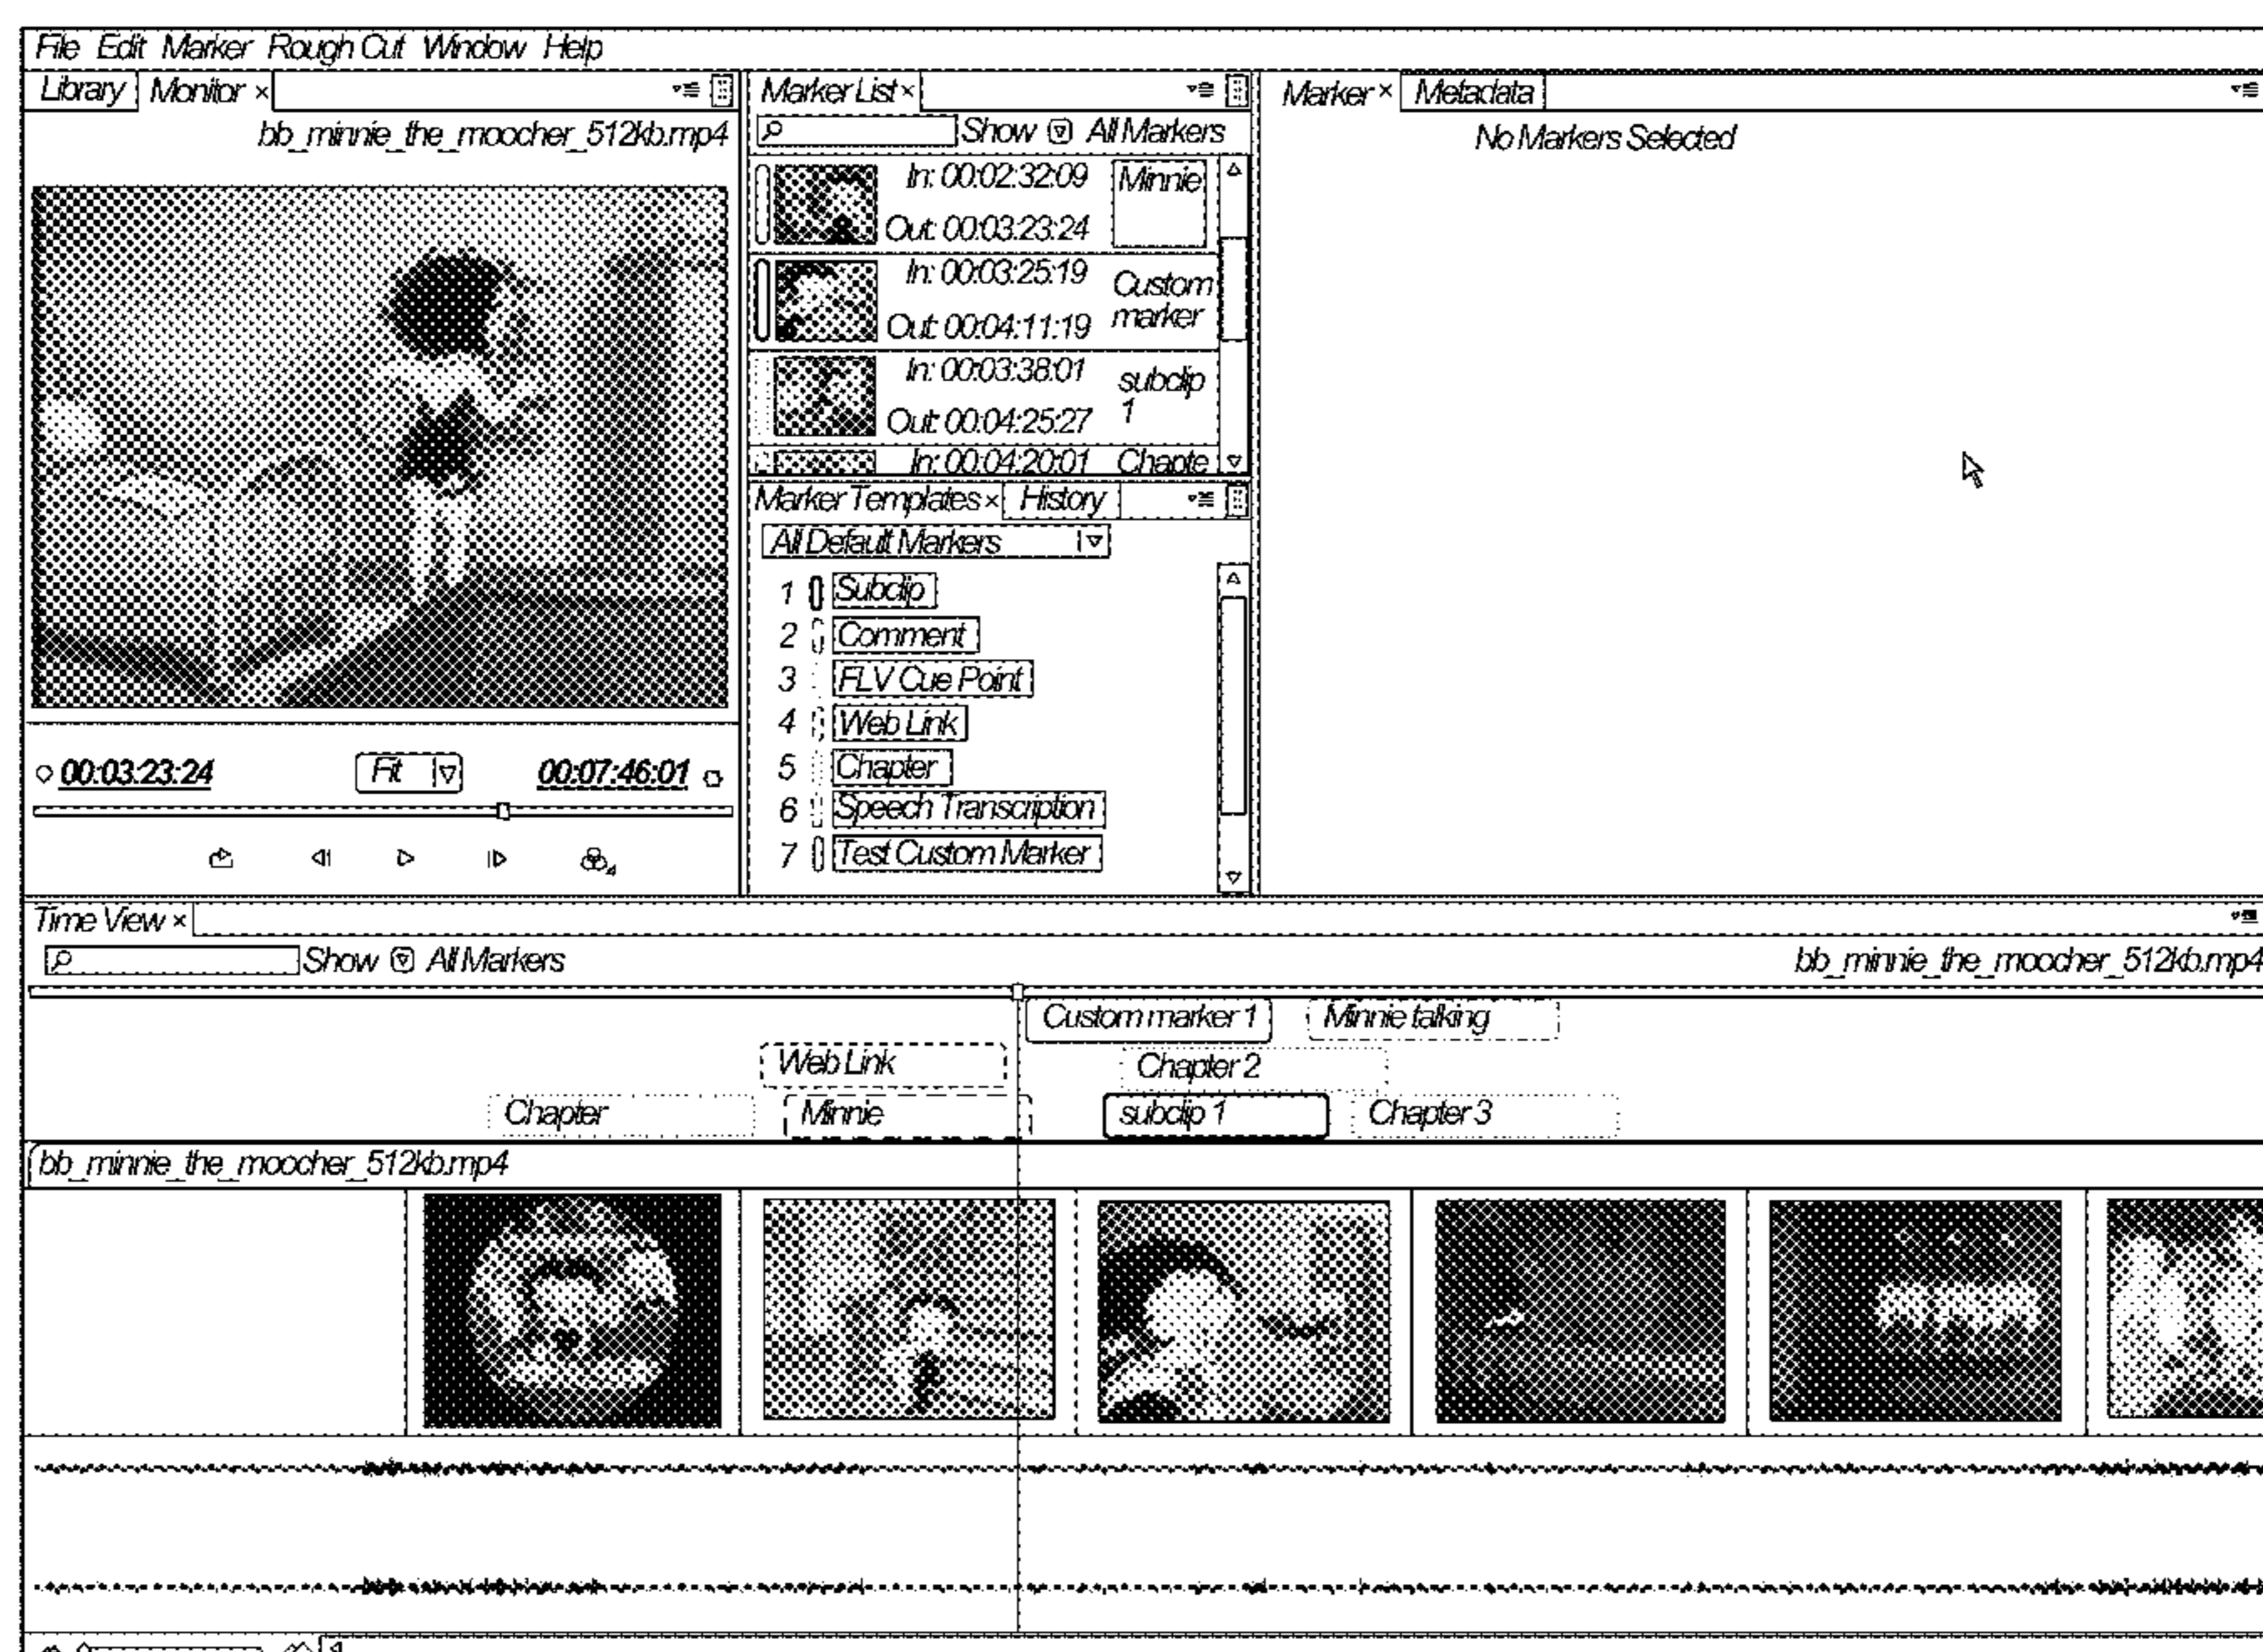 File Edit Marker Rough Cut Window Help
Library Monitor ×
bb_minnie_the_moocher_512kb.mp4
00:03:23:24 Fit 00:07:46:01
Marker List ×
Show All Markers
In: 00:02:32:09 Minnie
Out: 00:03:23:24
In: 00:03:25:19 Custom
marker
Out: 00:04:11:19
In: 00:03:38:01 subclip
1
Out: 00:04:25:27
In: 00:04:20:01 Chapte
Marker Templates × History
All Default Markers
1 Subclip
2 Comment
3 FLV Cue Point
4 Web Link
5 Chapter
6 Speech Transcription
7 Test Custom Marker
Marker × Metadata
No Markers Selected
Time View ×
Show All Markers bb_minnie_the_moocher_512kb.mp4
Custom marker 1 Minnie talking
Web Link Chapter 2
Chapter Minnie subclip 1 Chapter 3
bb_minnie_the_moocher_512kb.mp4